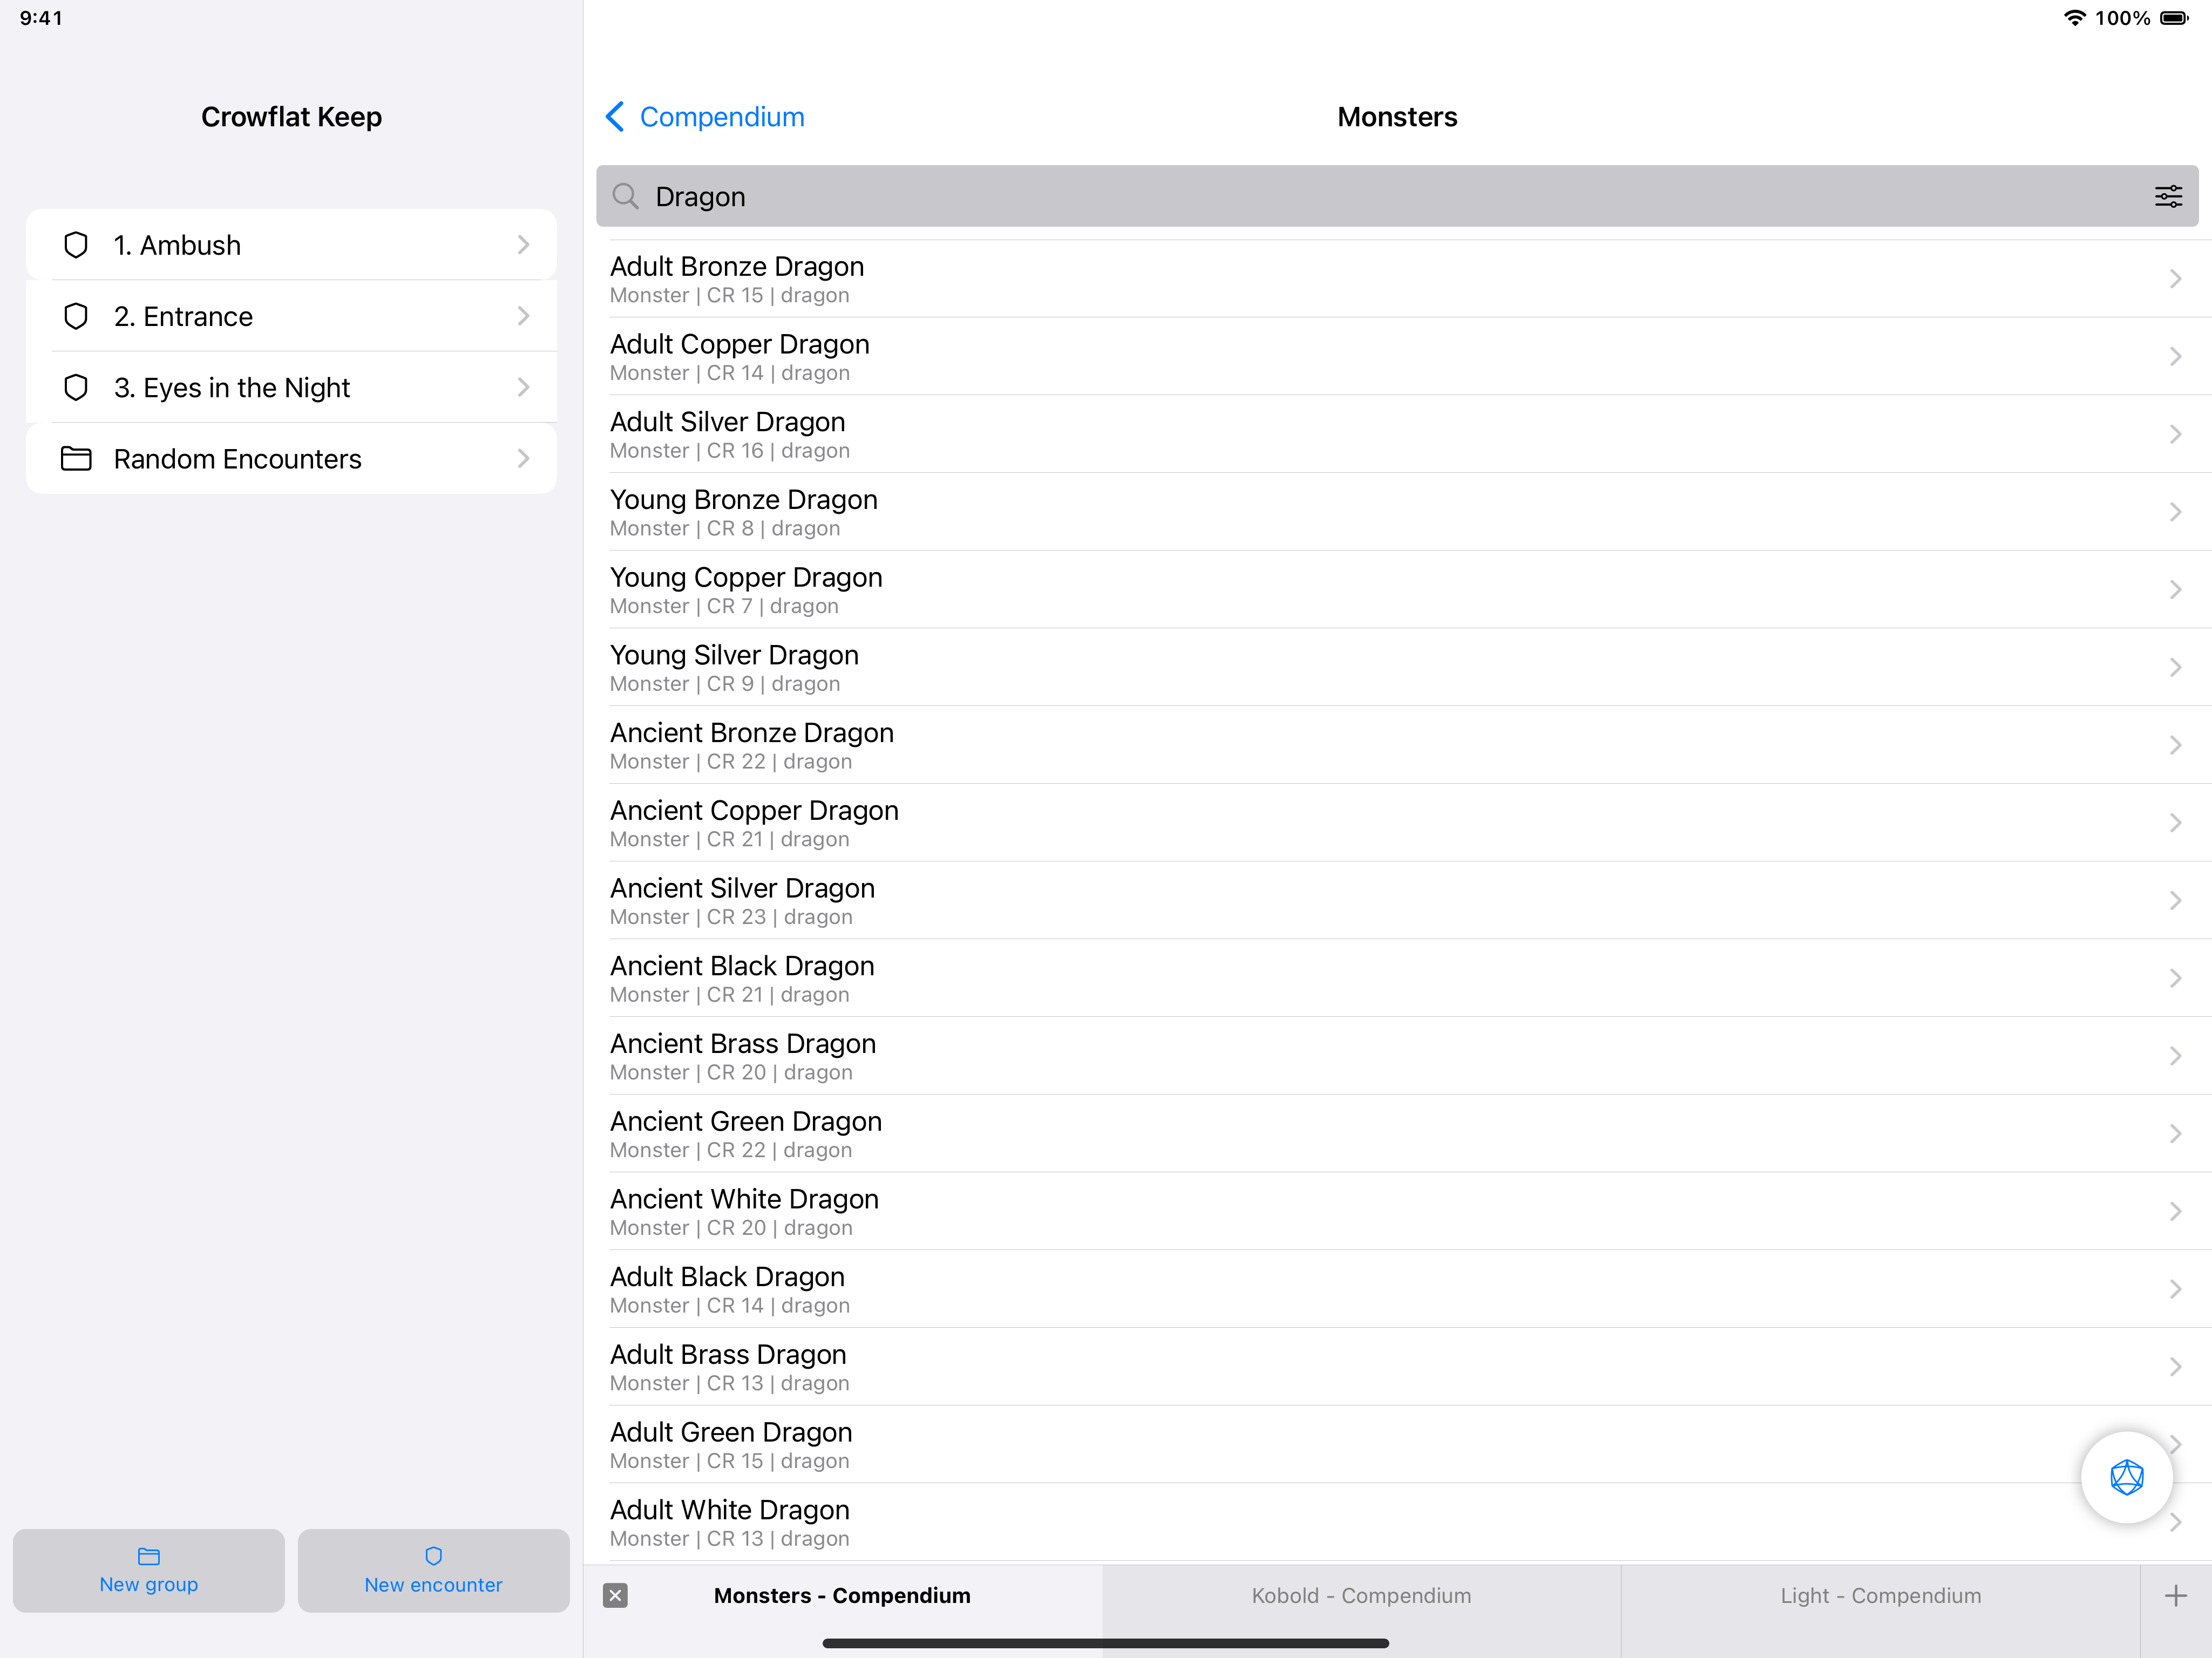 9:41
100%
Crowflat Keep
1. Ambush
2. Entrance
3. Eyes in the Night
Random Encounters
New group
New encounter
Compendium
Monsters
Dragon
Adult Bronze Dragon
Monster | CR 15 | dragon
Adult Copper Dragon
Monster | CR 14 | dragon
Adult Silver Dragon
Monster | CR 16 | dragon
Young Bronze Dragon
Monster | CR 8 | dragon
Young Copper Dragon
Monster | CR 7 | dragon
Young Silver Dragon
Monster | CR 9 | dragon
Ancient Bronze Dragon
Monster | CR 22 | dragon
Ancient Copper Dragon
Monster | CR 21 | dragon
Ancient Silver Dragon
Monster | CR 23 | dragon
Ancient Black Dragon
Monster | CR 21 | dragon
Ancient Brass Dragon
Monster | CR 20 | dragon
Ancient Green Dragon
Monster | CR 22 | dragon
Ancient White Dragon
Monster | CR 20 | dragon
Adult Black Dragon
Monster | CR 14 | dragon
Adult Brass Dragon
Monster | CR 13 | dragon
Adult Green Dragon
Monster | CR 15 | dragon
Adult White Dragon
Monster | CR 13 | dragon
Monsters - Compendium
Kobold - Compendium
Light - Compendium